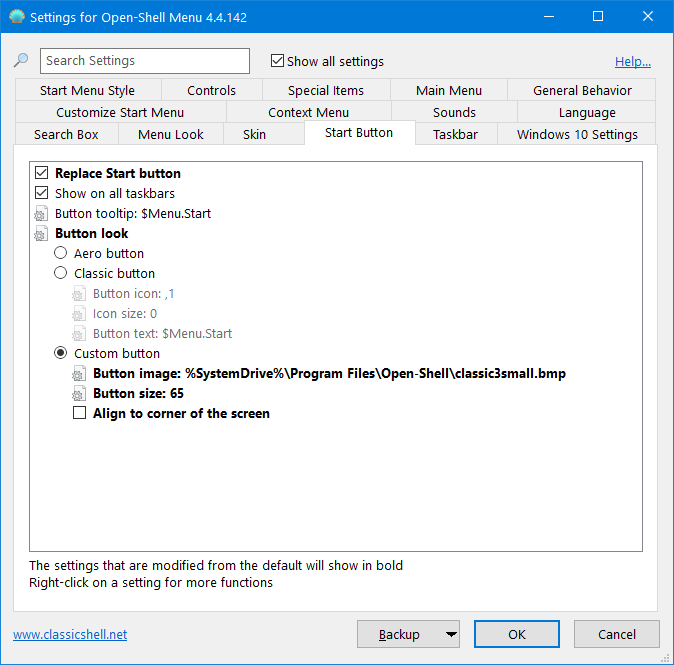 Settings for Open-Shell Menu 4.4.142
Search Settings
Show all settings
Help...
Start Menu Style Controls Special Items Main Menu General Behavior
Customize Start Menu Context Menu Sounds Language
Search Box Menu Look Skin Start Button Taskbar Windows 10 Settings
Replace Start button
Show on all taskbars
Button tooltip: $Menu.Start
Button look
Aero button
Classic button
Button icon: ,1
Icon size: 0
Button text: $Menu.Start
Custom button
Button image: %SystemDrive%\Program Files\Open-Shell\classic3small.bmp
Button size: 65
Align to corner of the screen
The settings that are modified from the default will show in bold
Right-click on a setting for more functions
www.classicshell.net
Backup OK Cancel